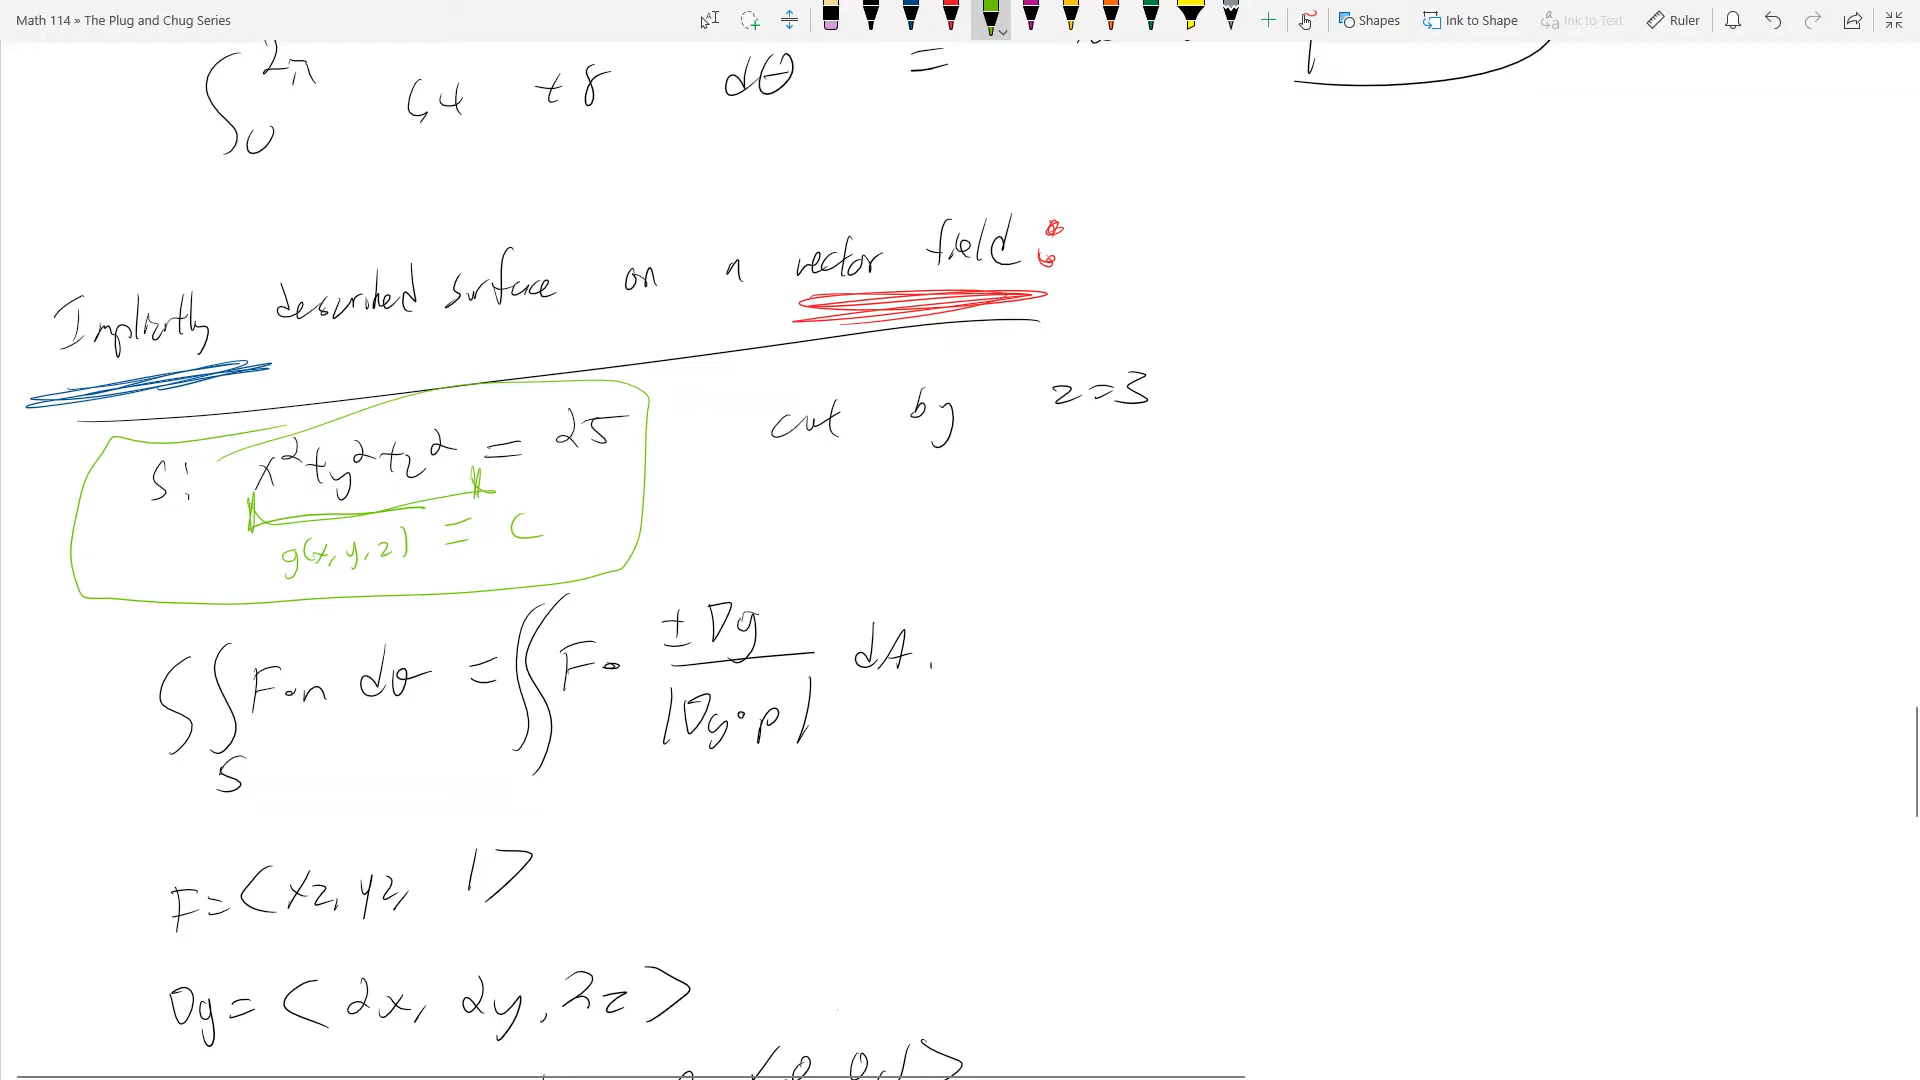 Math 114 » The Plug and Chug Series
Shapes
Ink to Shape
Ink to Text
Ruler
∫₀^2π 64 + 8 dθ =
Implicitly described surface on a vector field :
S: x² + y² + z² = 25 cut by z = 3
g(x, y, z) = C
∫∫_S F·n dσ = ∫∫ F· ±∇g / |∇g·p| dA.
F = ⟨xz, yz, 1⟩
∇g = ⟨2x, 2y, 2z⟩